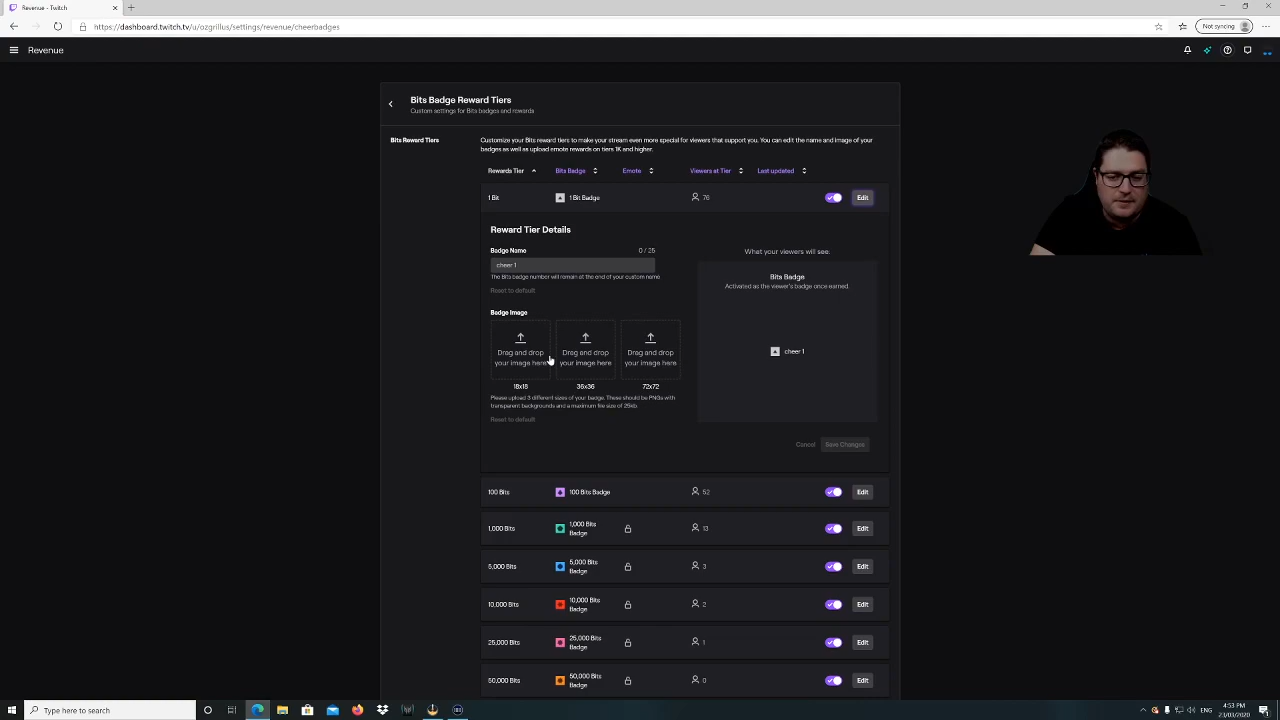 Revenue - Twitch
https://dashboard.twitch.tv/u/ozgrillus/settings/revenue/cheerbadges
Not syncing
Revenue
Bits Badge Reward Tiers
Custom settings for Bits badges and rewards
Bits Reward Tiers
Customize your Bits reward tiers to make your stream even more special for viewers that support you. You can edit the name and image of your
badges as well as upload emote rewards on tiers 1K and higher.
Rewards Tier Bits Badge Emote Viewers at Tier Last updated
1 Bit 1 Bit Badge 76 Edit
Reward Tier Details
Badge Name 0 / 25
cheer 1
The Bits badge number will remain at the end of your custom name
Reset to default
What your viewers will see:
Bits Badge
Activated as the viewer's badge once earned.
cheer 1
Badge Image
Drag and drop
your image here
Drag and drop
your image here
Drag and drop
your image here
18x18 36x36 72x72
Please upload 3 different sizes of your badge. These should be PNGs with
transparent backgrounds and a maximum file size of 25kb.
Reset to default
Cancel Save Changes
100 Bits 100 Bits Badge 52 Edit
1,000 Bits 1,000 Bits
Badge 13 Edit
5,000 Bits 5,000 Bits
Badge 3 Edit
10,000 Bits 10,000 Bits
Badge 2 Edit
25,000 Bits 25,000 Bits
Badge 1 Edit
50,000 Bits 50,000 Bits
Badge 0 Edit
Type here to search
ENG
4:53 PM
23/03/2020